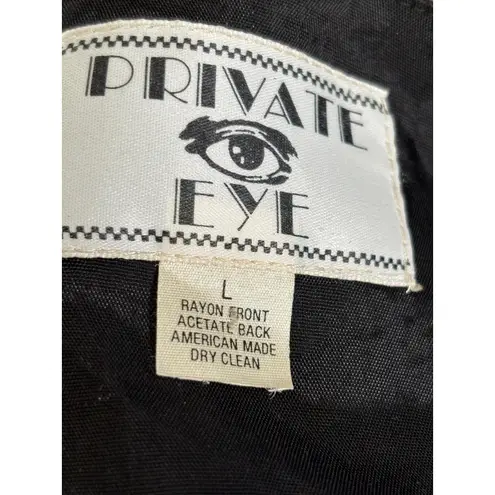 PRIVATE
EYE
L
RAYON FRONT
ACETATE BACK
AMERICAN MADE
DRY CLEAN